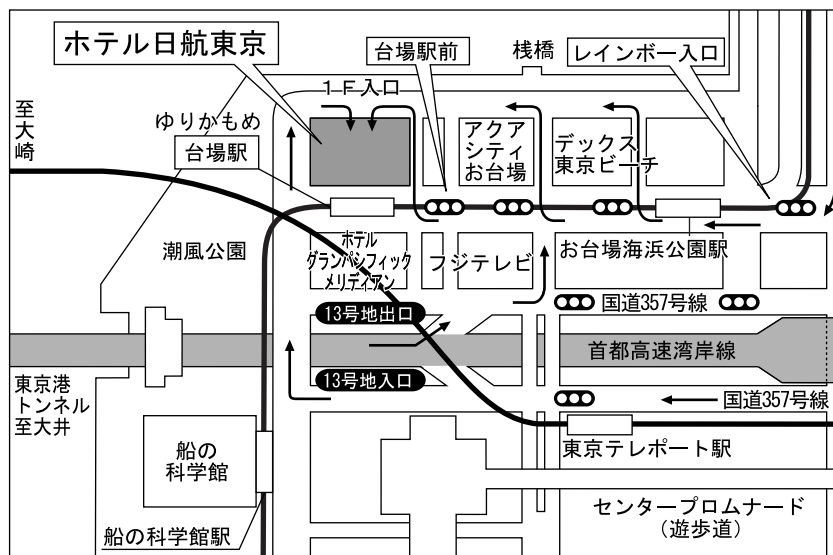 ホテル日航東京
台場駅前
桟橋
レインボー入口
1F入口
至
大
崎
ゆりかもめ
台場駅
アクア
シティ
お台場
デックス
東京ビーチ
潮風公園
ホテル
グランパシフィック
メリディアン
フジテレビ
お台場海浜公園駅
13号地出口
国道357号線
首都高速湾岸線
13号地入口
国道357号線
東京港
トンネル
至大井
船の
科学館
東京テレポート駅
センタープロムナード
(遊歩道)
船の科学館駅